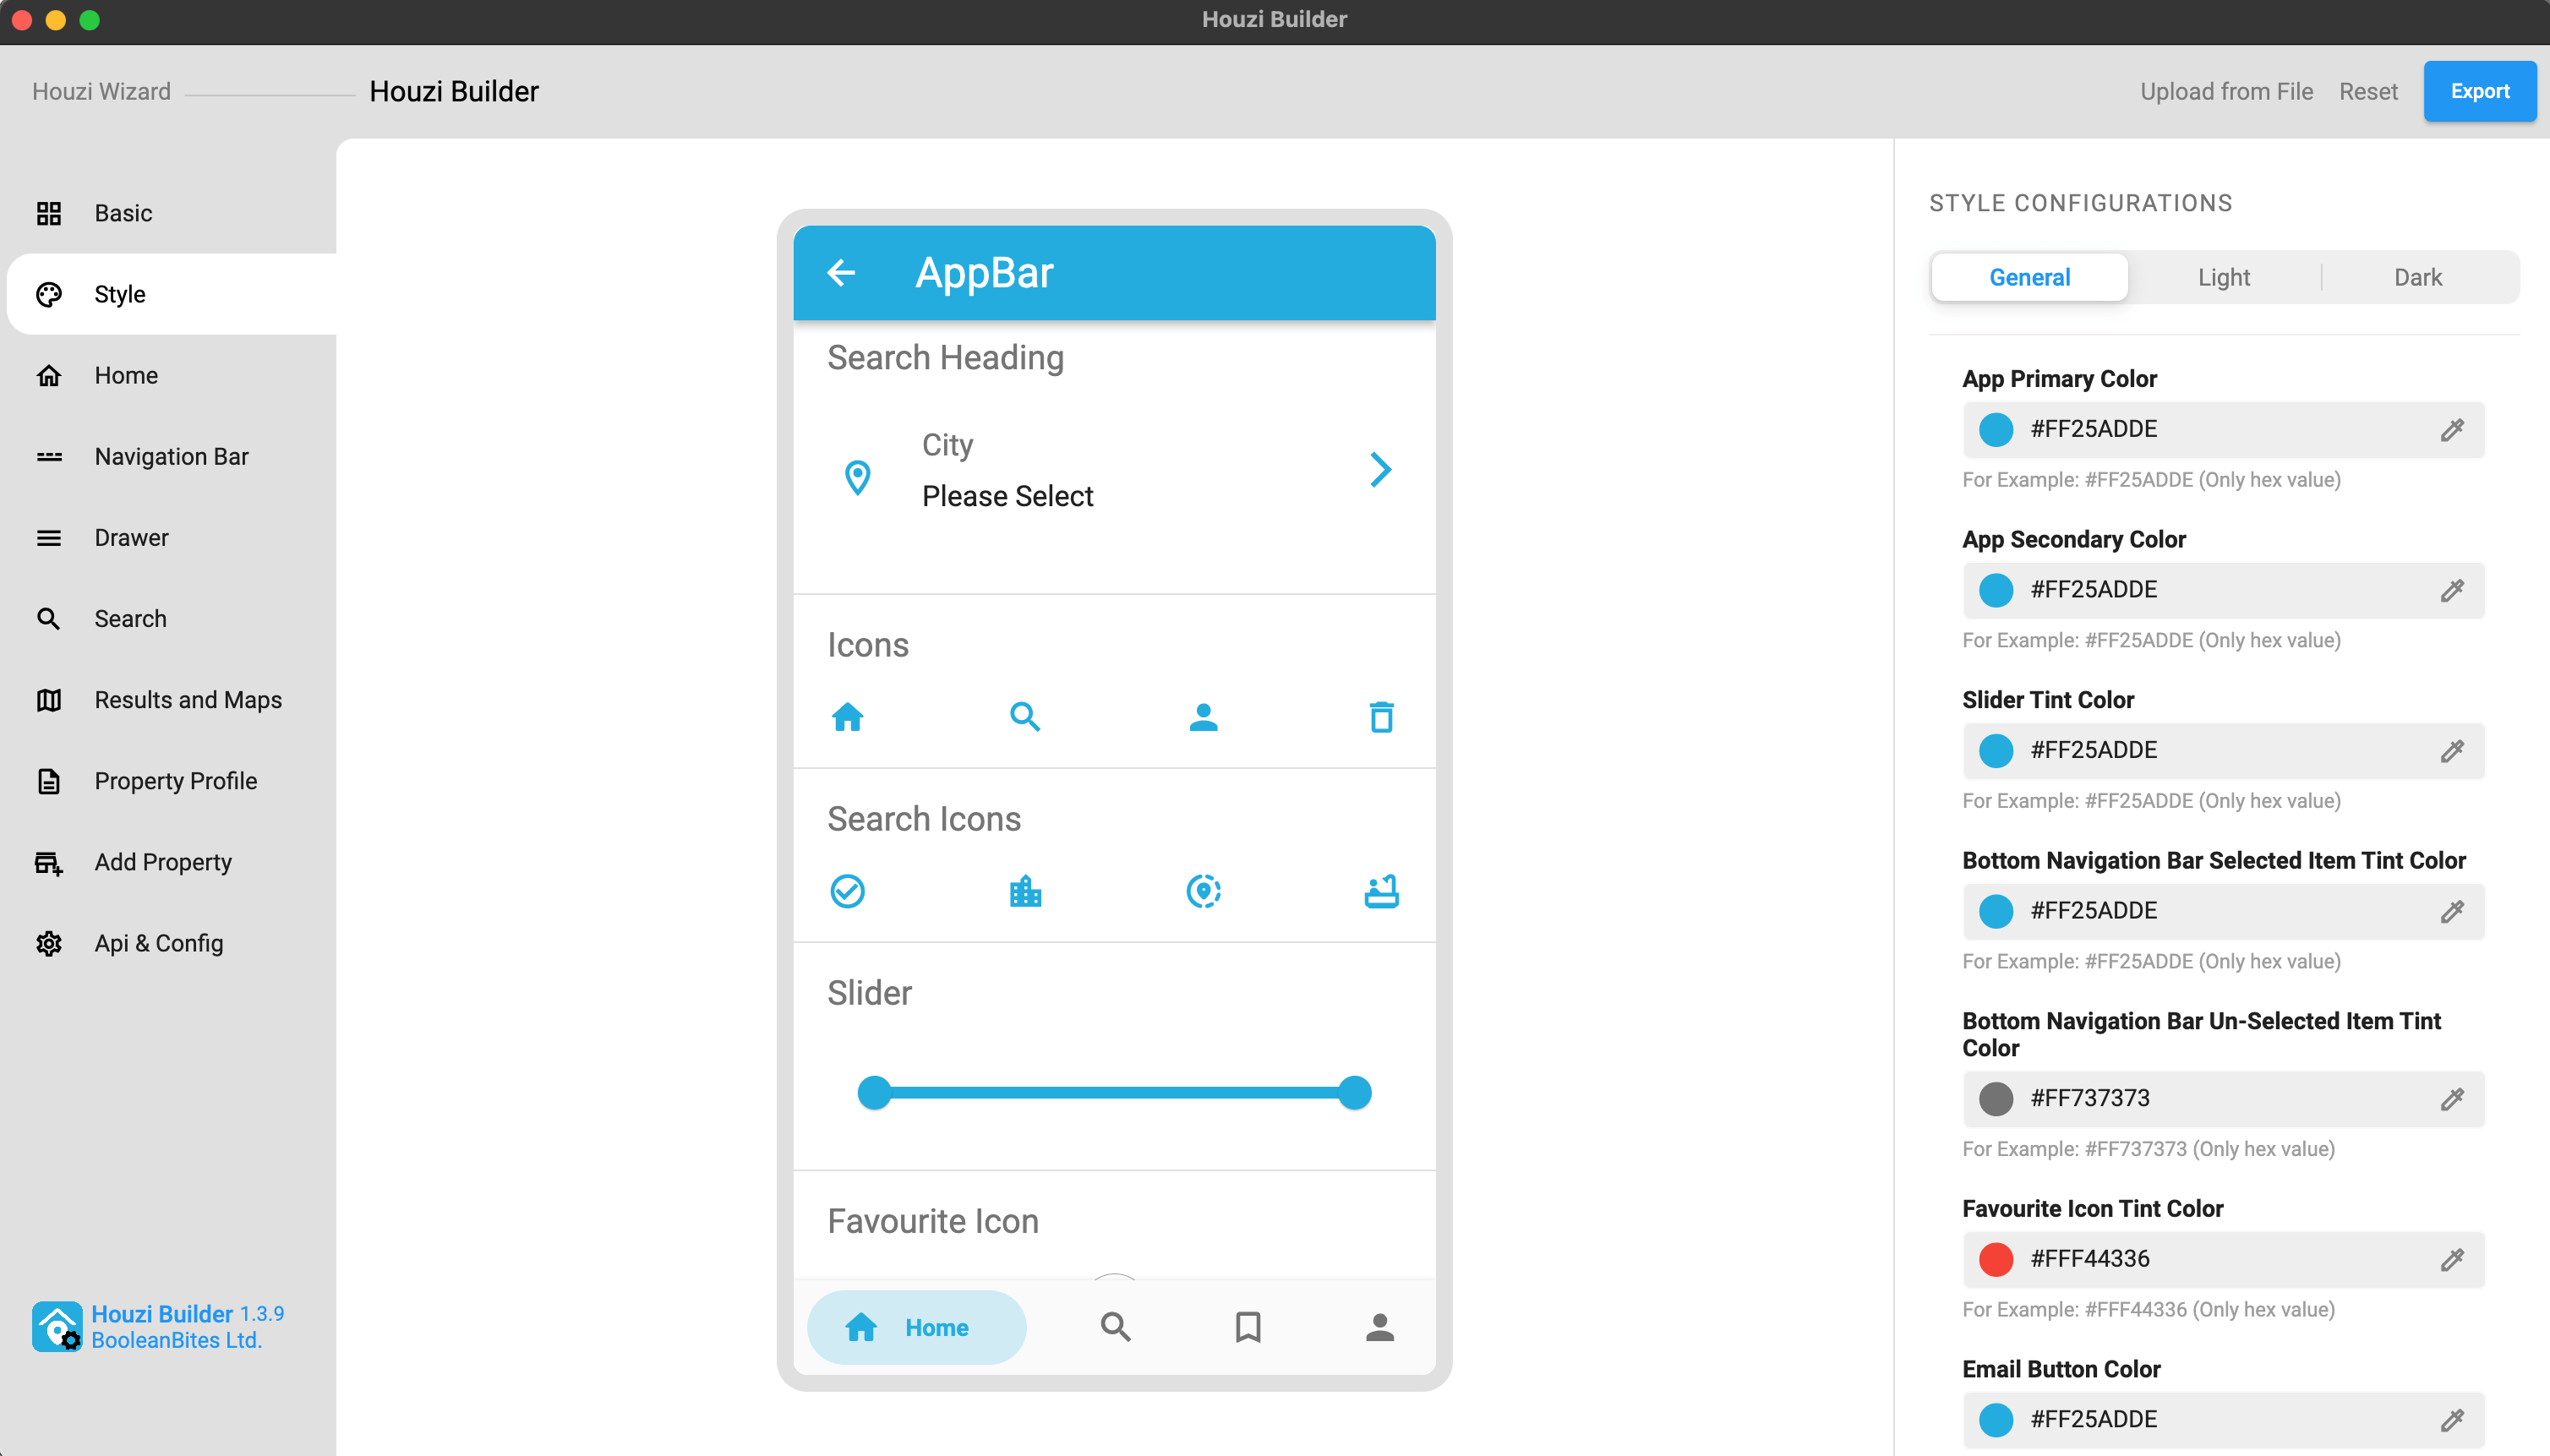 Houzi Builder
Houzi Wizard
Houzi Builder
Upload from File
Reset
Export
Basic
Style
Home
Navigation Bar
Drawer
Search
Results and Maps
Property Profile
Add Property
Api & Config
Houzi Builder 1.3.9
BooleanBites Ltd.
AppBar
Search Heading
City
Please Select
Icons
Search Icons
Slider
Favourite Icon
Home
STYLE CONFIGURATIONS
General
Light
Dark
App Primary Color
#FF25ADDE
For Example: #FF25ADDE (Only hex value)
App Secondary Color
#FF25ADDE
For Example: #FF25ADDE (Only hex value)
Slider Tint Color
#FF25ADDE
For Example: #FF25ADDE (Only hex value)
Bottom Navigation Bar Selected Item Tint Color
#FF25ADDE
For Example: #FF25ADDE (Only hex value)
Bottom Navigation Bar Un-Selected Item Tint
Color
#FF737373
For Example: #FF737373 (Only hex value)
Favourite Icon Tint Color
#FFF44336
For Example: #FFF44336 (Only hex value)
Email Button Color
#FF25ADDE